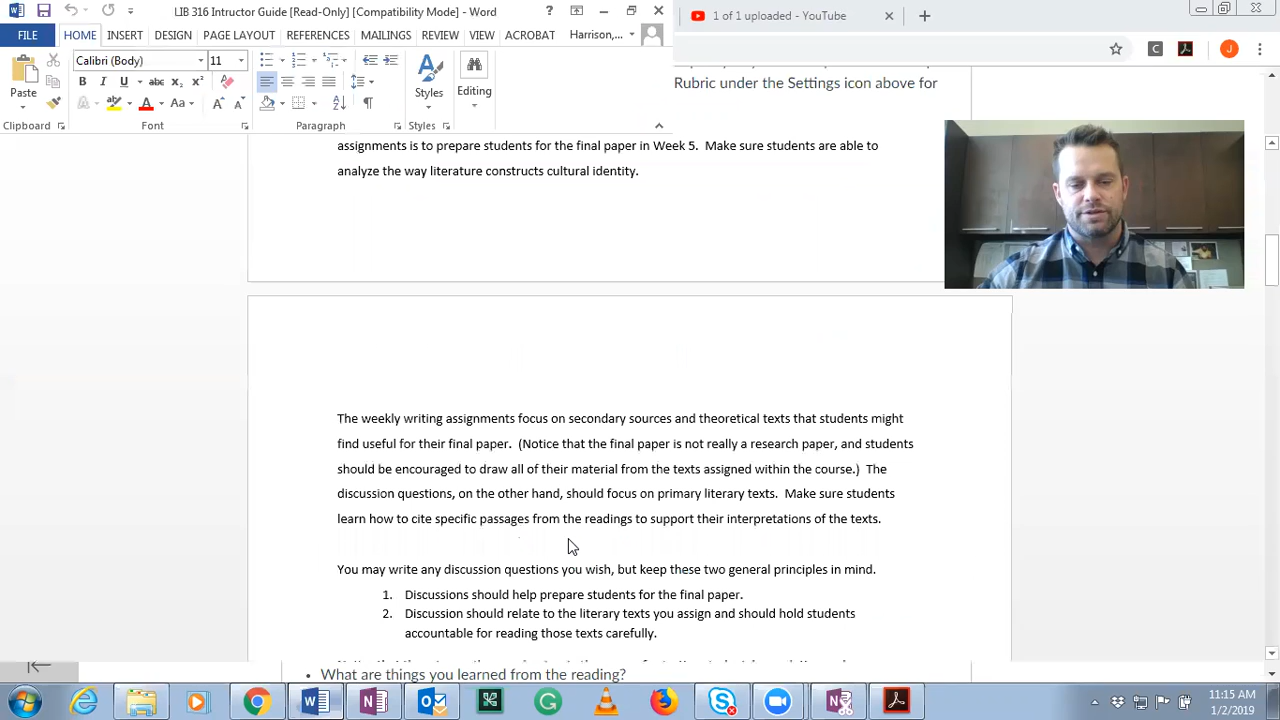 LIB 316 Intructor Guide [Read-Only] [Compatibility Mode] - Word
?
1 of 1 uploaded - YouTube
FILE
HOME
INSERT
DESIGN
PAGE LAYOUT
REFERENCES
MAILINGS
REVIEW
VIEW
ACROBAT
Harrison,...
J
Calibri (Body)
11
Paste
Styles
Editing
Clipboard
Font
Paragraph
Styles
Rubric under the Settings icon above for
assignments is to prepare students for the final paper in Week 5. Make sure students are able to
analyze the way literature constructs cultural identity.
The weekly writing assignments focus on secondary sources and theoretical texts that students might
find useful for their final paper. (Notice that the final paper is not really a research paper, and students
should be encouraged to draw all of their material from the texts assigned within the course.) The
discussion questions, on the other hand, should focus on primary literary texts. Make sure students
learn how to cite specific passages from the readings to support their interpretations of the texts.
You may write any discussion questions you wish, but keep these two general principles in mind.
1. Discussions should help prepare students for the final paper.
2. Discussion should relate to the literary texts you assign and should hold students
accountable for reading those texts carefully.
• What are things you learned from the reading?
11:15 AM
1/2/2019